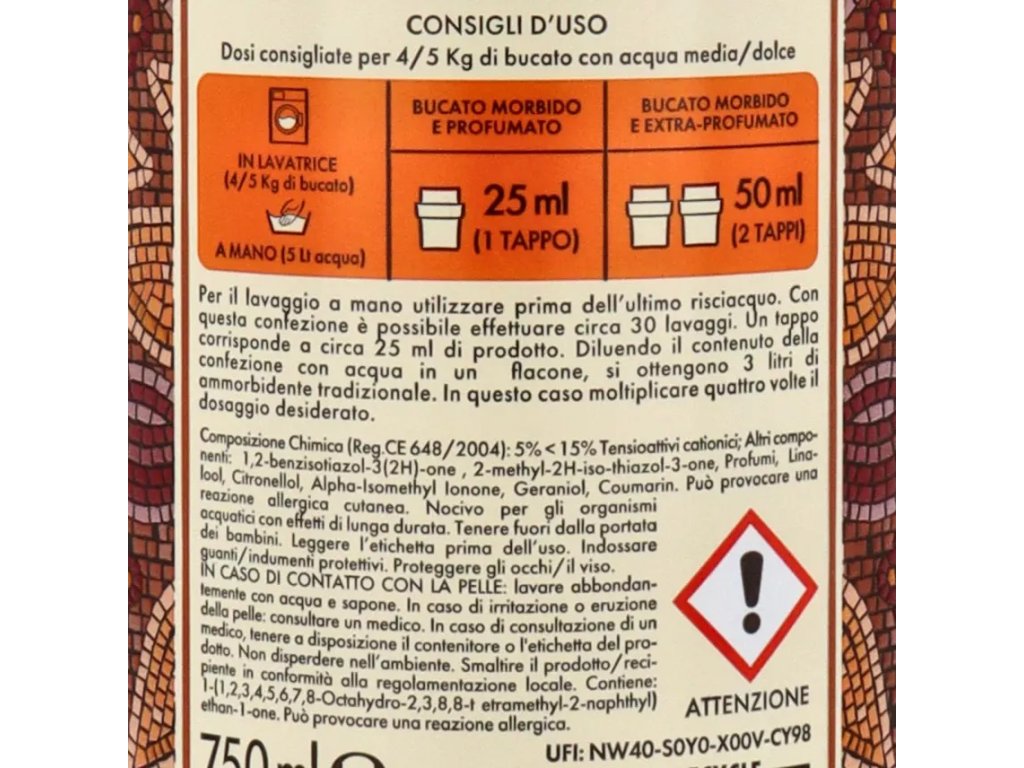 CONSIGLI D'USO
Dosi consigliate per 4/5 Kg di bucato con acqua media/dolce
BUCATO MORBIDO
E PROFUMATO
BUCATO MORBIDO
E EXTRA-PROFUMATO
IN LAVATRICE
(4/5 Kg di bucato)
A MANO (5 Lt acqua)
25 ml
(1 TAPPO)
50 ml
(2 TAPPI)
Per il lavaggio a mano utilizzare prima dell'ultimo risciacquo. Con
questa confezione è possibile effettuare circa 30 lavaggi. Un tappo
corrisponde a circa 25 ml di prodotto. Diluendo il contenuto della
confezione con acqua in un flacone, si ottengono 3 litri di
ammorbidente tradizionale. In questo caso moltiplicare quattro volte il
dosaggio desiderato.
Composizione Chimica (Reg.CE 648/2004): 5% < 15% Tensioattivi cationici; Altri compo-
nenti: 1,2-benzisotiazol-3(2H)-one , 2-methyl-2H-iso-thiazol-3-one, Profumi, Lina-
lool, Citronellol, Alpha-Isomethyl Ionone, Geraniol, Coumarin. Può provocare una
reazione allergica cutanea. Nocivo per gli organismi
acquatici con effetti di lunga durata. Tenere fuori dalla portata
dei bambini. Leggere l'etichetta prima dell'uso. Indossare
guanti/indumenti protettivi. Proteggere gli occhi/il viso.
IN CASO DI CONTATTO CON LA PELLE: lavare abbondan-
temente con acqua e sapone. In caso di irritazione o eruzione
della pelle: consultare un medico. In caso di consultazione di un
medico, tenere a disposizione il contenitore o l'etichetta del pro-
dotto. Non disperdere nell'ambiente. Smaltire il prodotto/reci-
piente in conformità alla regolamentazione locale. Contiene:
1-(1,2,3,4,5,6,7,8-Octahydro-2,3,8,8-t etramethyl-2-naphthyl)
ethan-1-one. Può provocare una reazione allergica.
ATTENZIONE
UFI: NW40-S0Y0-X00V-CY98
750 ml